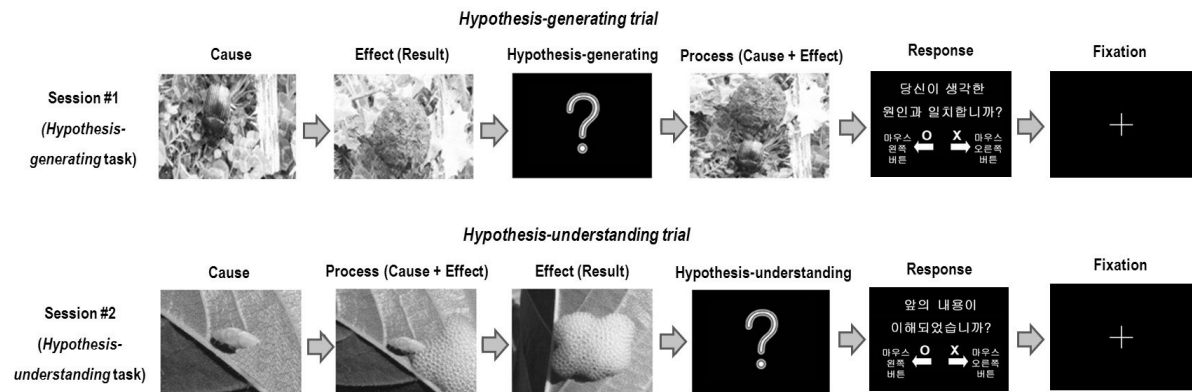 Hypothesis-generating trial
Cause
Effect (Result)
Hypothesis-generating
Process (Cause + Effect)
Response
Fixation
Session #1
(Hypothesis-
generating task)
?
당신이 생각한
원인과 일치합니까?
O X
마우스
왼쪽
버튼
마우스
오른쪽
버튼
Hypothesis-understanding trial
Cause
Process (Cause + Effect)
Effect (Result)
Hypothesis-understanding
Response
Fixation
Session #2
(Hypothesis-
understanding task)
?
앞의 내용이
이해되었습니까?
O X
마우스
왼쪽
버튼
마우스
오른쪽
버튼